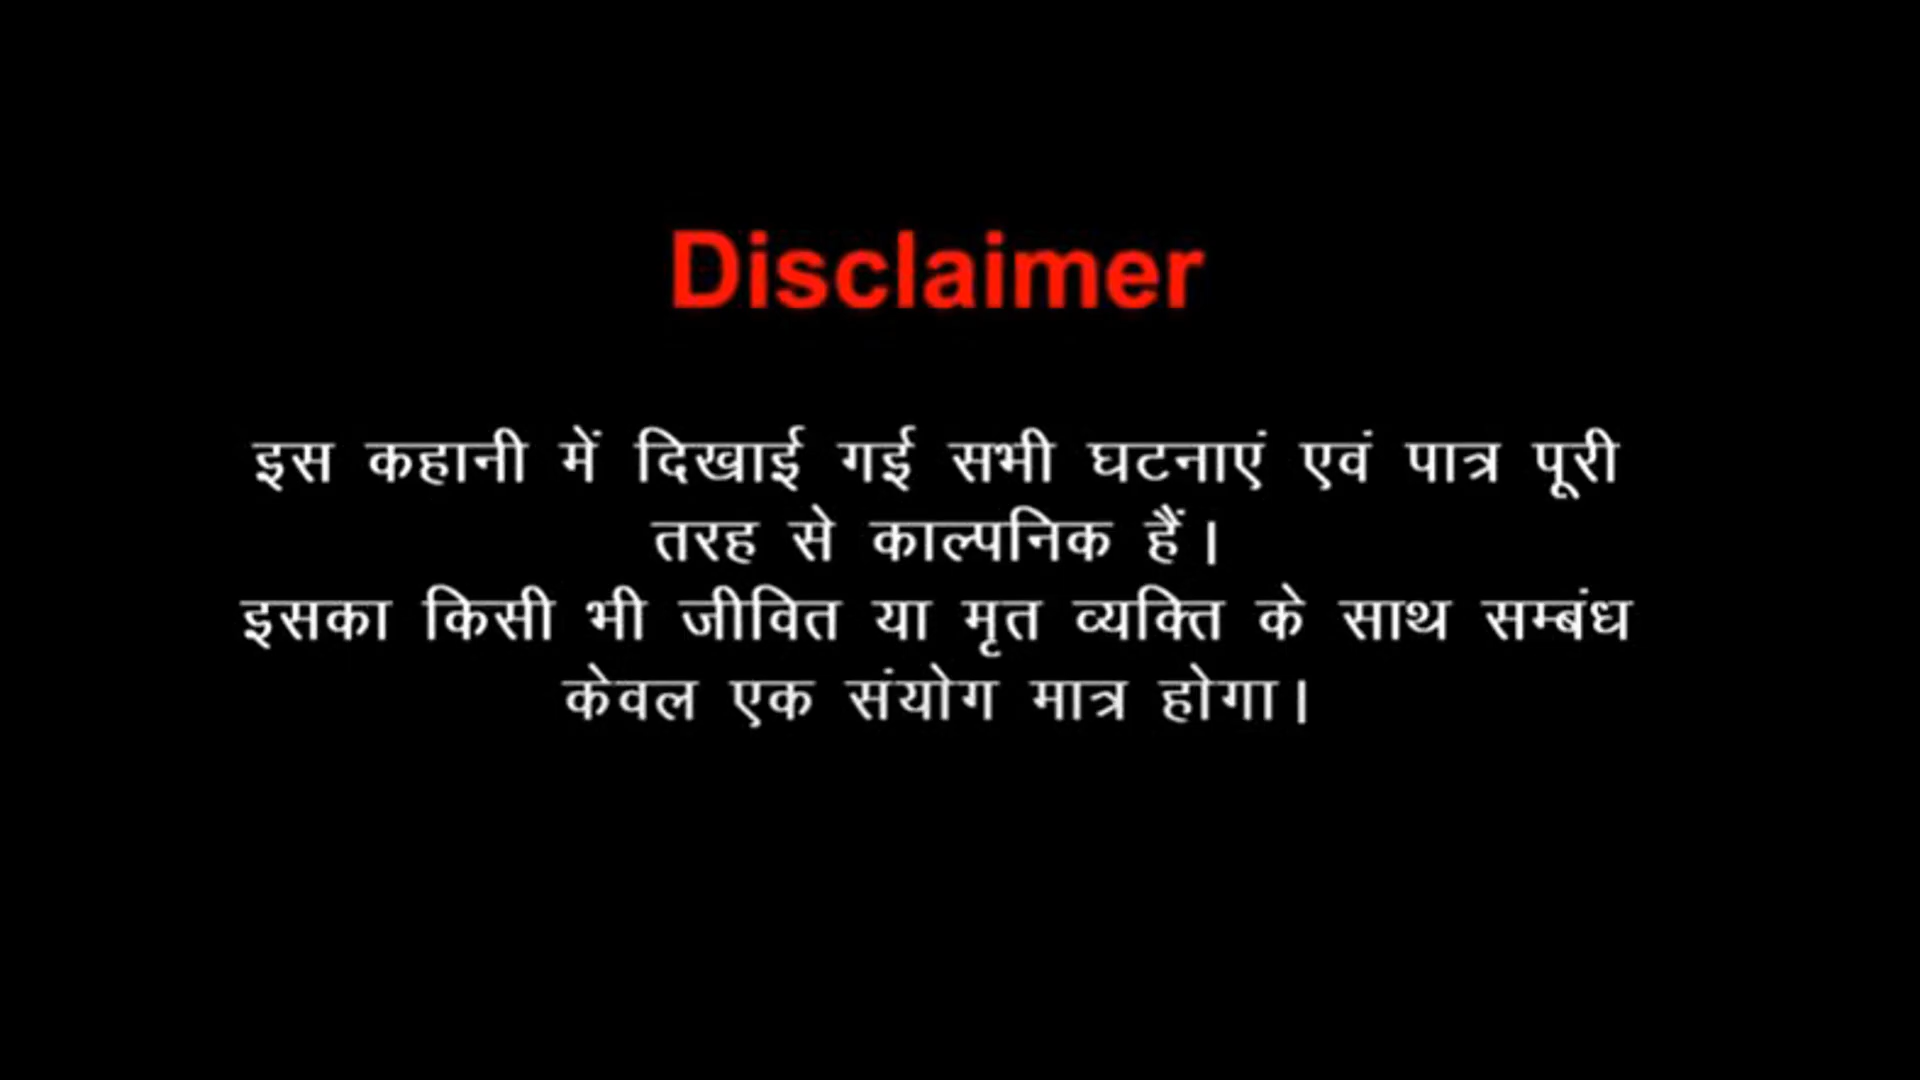 Disclaimer
इस कहानी में दिखाई गई सभी घटनाएं एवं पात्र पूरी
तरह से काल्पनिक हैं।
इसका किसी भी जीवित या मृत व्यक्ति के साथ सम्बंध
केवल एक संयोग मात्र होगा।